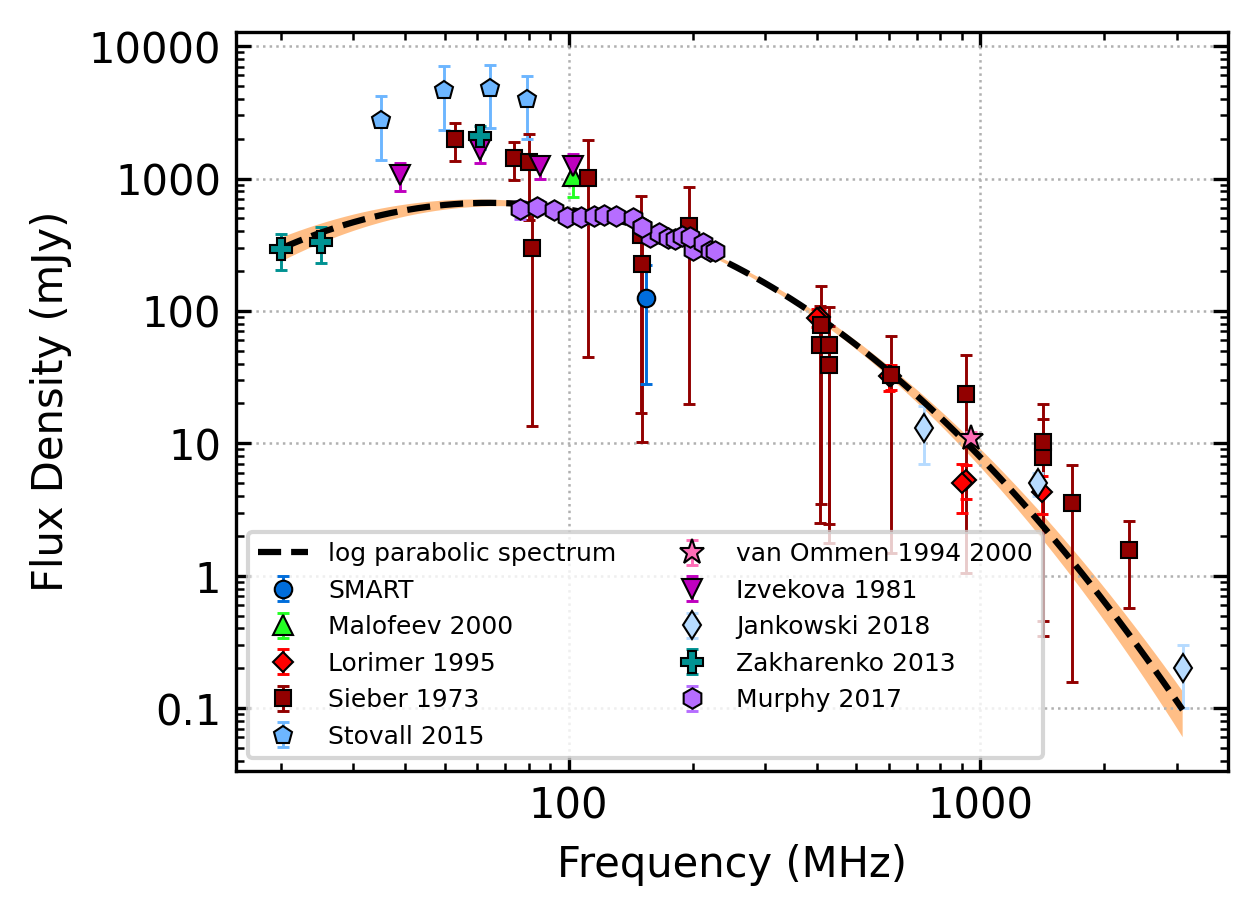 10000
1000
100
10
1
0.1
Flux Density (mJy)
log parabolic spectrum
SMART
Malofeev 2000
Lorimer 1995
Sieber 1973
Stovall 2015
van Ommen 1994 2000
Izvekova 1981
Jankowski 2018
Zakharenko 2013
Murphy 2017
100
1000
Frequency (MHz)